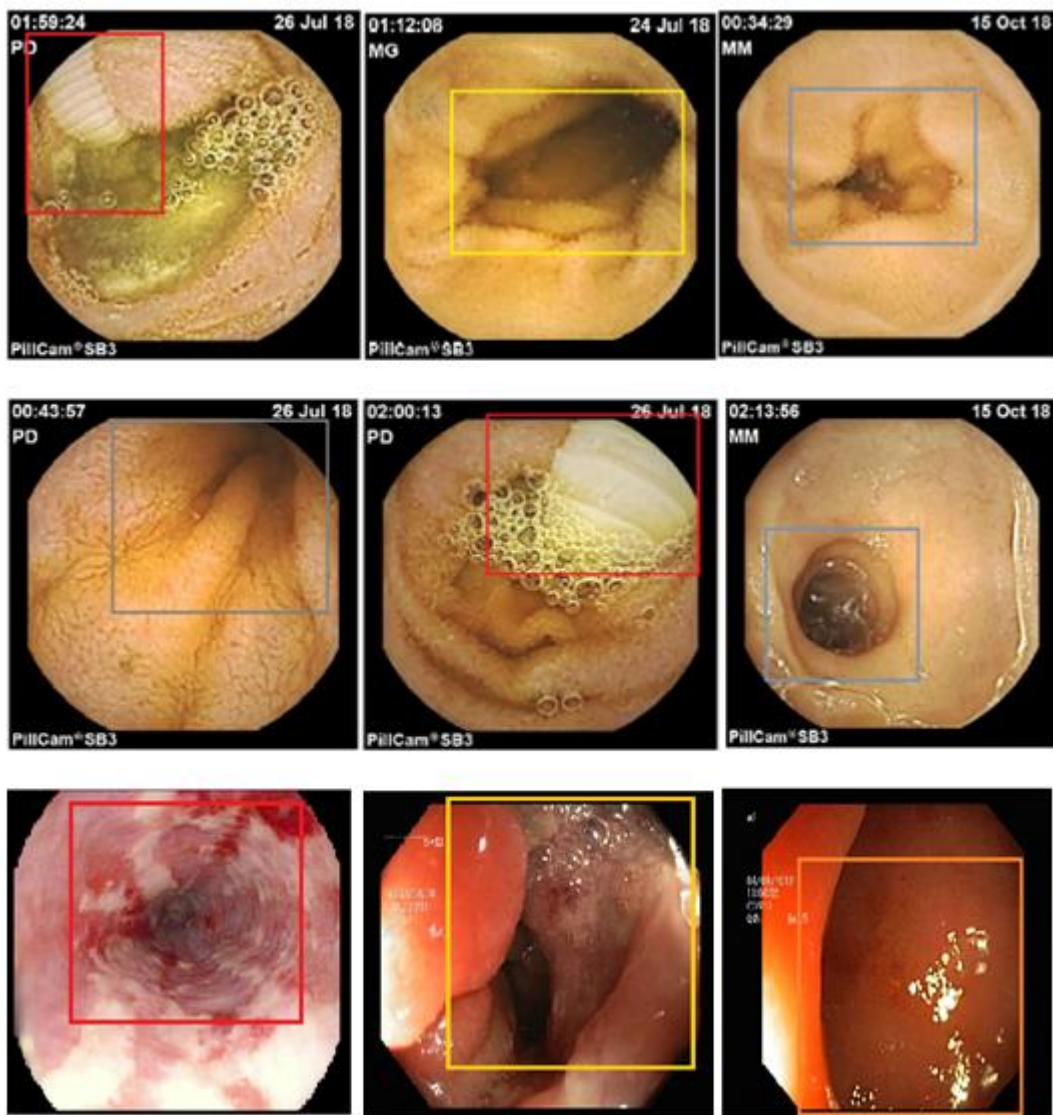 01:59:24 26 Jul 18
PD
PillCam®SB3
01:12:08 24 Jul 18
MG
PillCam®SB3
00:34:29 15 Oct 18
MM
PillCam®SB3
00:43:57 26 Jul 18
PD
PillCam®SB3
02:00:13 26 Jul 18
PD
PillCam®SB3
02:13:56 15 Oct 18
MM
PillCam®SB3